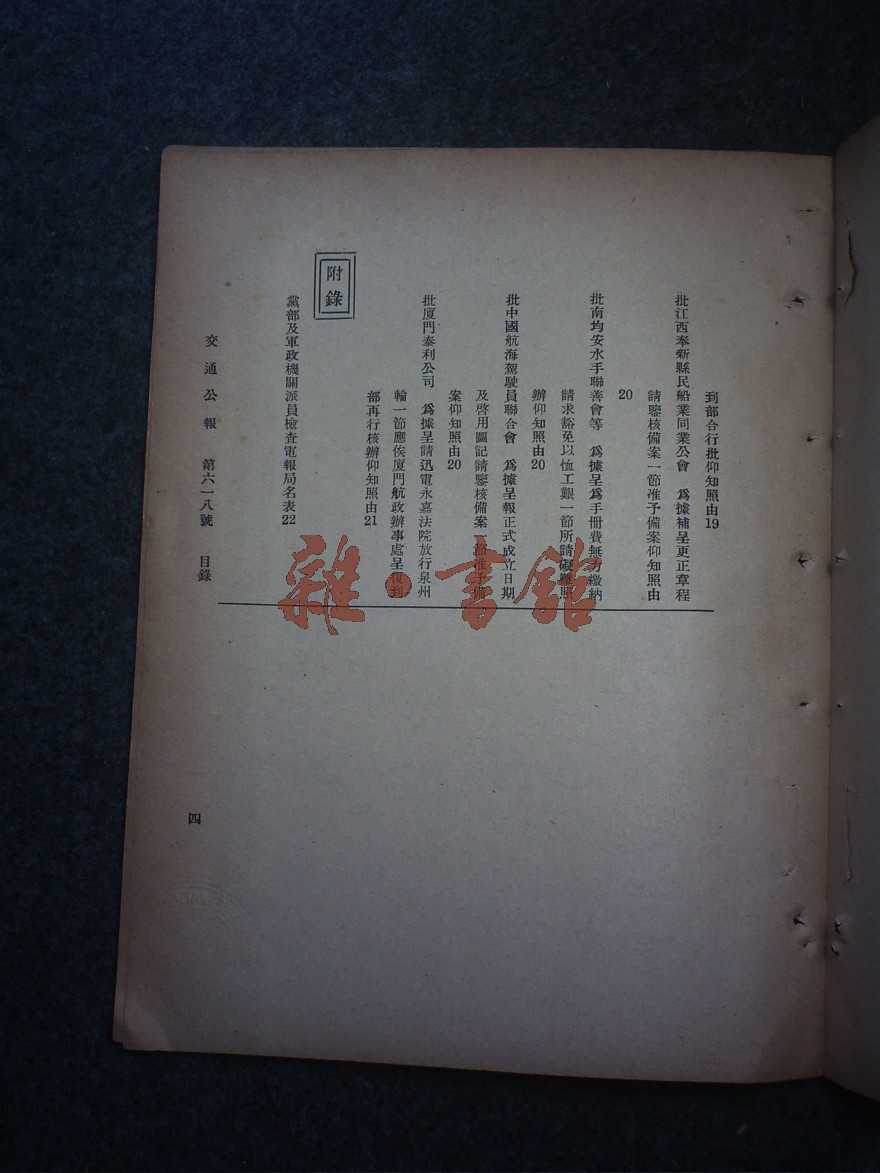 到部合行批仰知照由19
批江西奉新縣民船業同業公會　爲據補呈更正章程
請鑒核備案一節准予備案仰知照由
20
批南均安水手聯善會等　爲據呈爲手冊費無力繳納
請求豁免以恤工艱一節所請礙難照
辦仰知照由20
批中國航海駕駛員聯合會　爲據呈報正式成立日期
及啓用圖記請鑒核備案一節准予備
案仰知照由20
批廈門泰利公司　爲據呈請迅電永嘉法院放行泉州
輪一節應俟廈門航政辦事處呈復到
部再行核辦仰知照由21
附錄
黨部及軍政機關派員檢查電報局名表22
交通公報　第六一八號　目錄
四
雜·書館